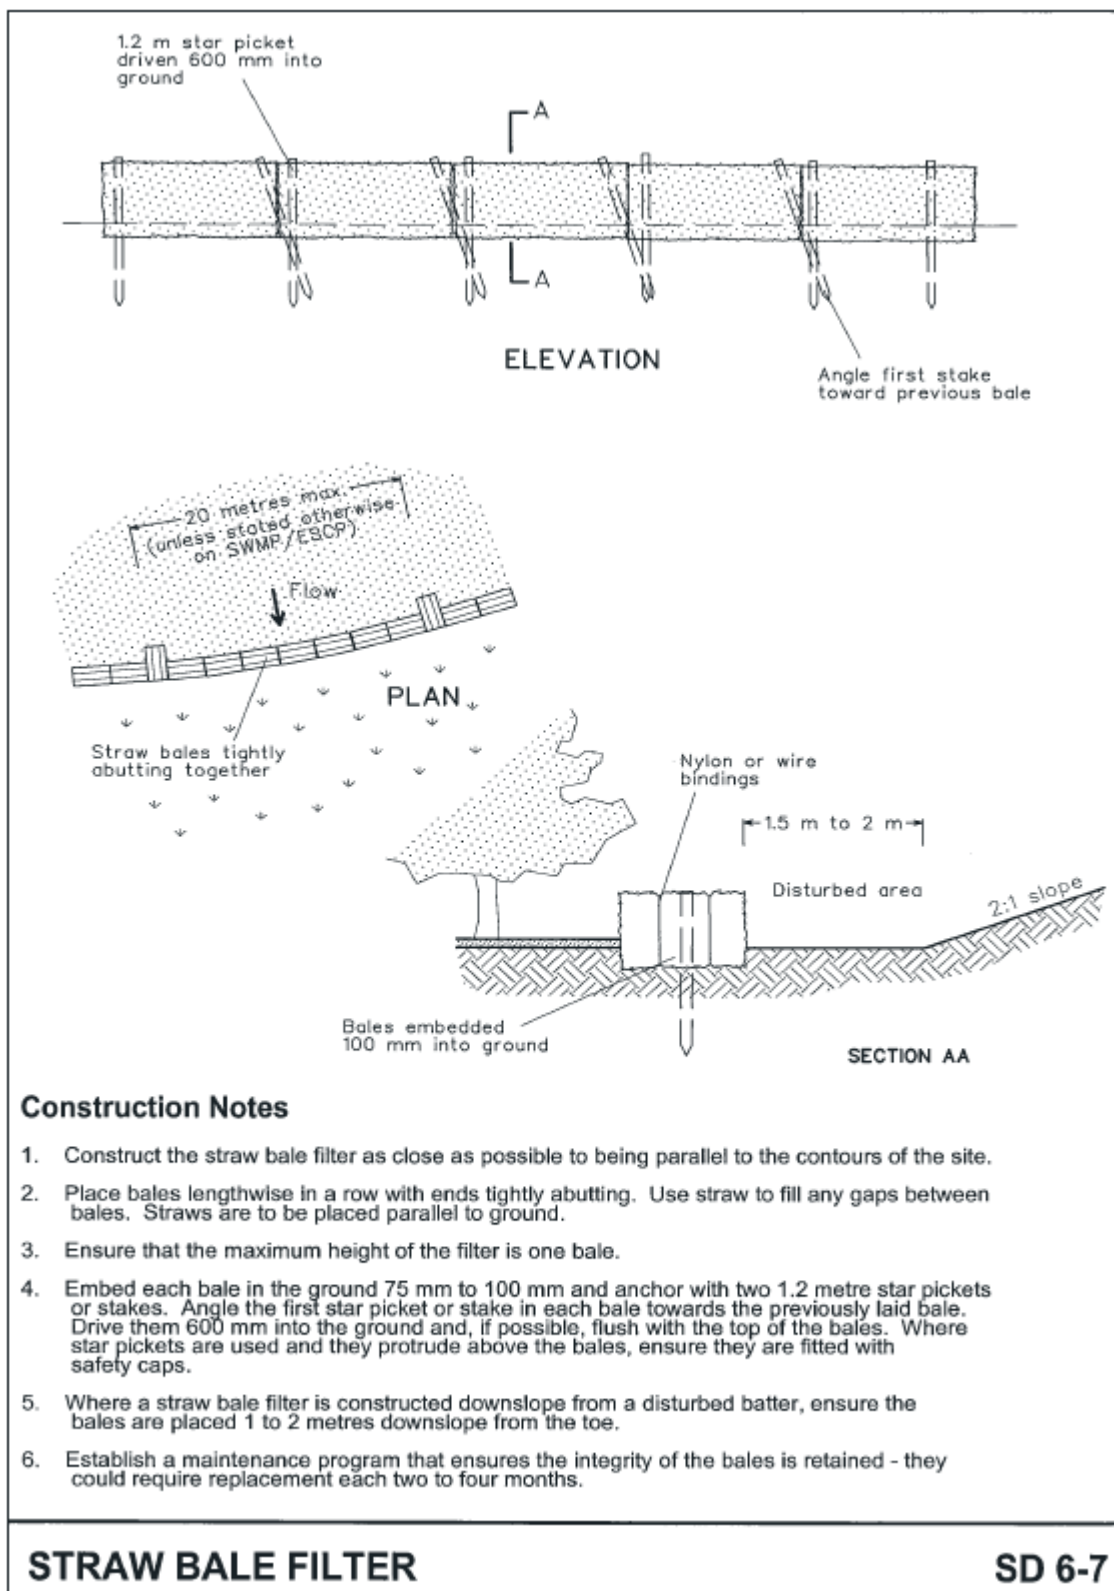 1.2 m star picket
driven 600 mm into
ground
A
A
ELEVATION
Angle first stake
toward previous bale
20 metres max.
(unless stated otherwise
on SWMP/ESCP)
Flow
PLAN
Straw bales tightly
abutting together
Nylon or wire
bindings
1.5 m to 2 m
Disturbed area
2:1 slope
Bales embedded
100 mm into ground
SECTION AA
Construction Notes
1. Construct the straw bale filter as close as possible to being parallel to the contours of the site.
2. Place bales lengthwise in a row with ends tightly abutting. Use straw to fill any gaps between
bales. Straws are to be placed parallel to ground.
3. Ensure that the maximum height of the filter is one bale.
4. Embed each bale in the ground 75 mm to 100 mm and anchor with two 1.2 metre star pickets
or stakes. Angle the first star picket or stake in each bale towards the previously laid bale.
Drive them 600 mm into the ground and, if possible, flush with the top of the bales. Where
star pickets are used and they protrude above the bales, ensure they are fitted with
safety caps.
5. Where a straw bale filter is constructed downslope from a disturbed batter, ensure the
bales are placed 1 to 2 metres downslope from the toe.
6. Establish a maintenance program that ensures the integrity of the bales is retained - they
could require replacement each two to four months.
STRAW BALE FILTER
SD 6-7